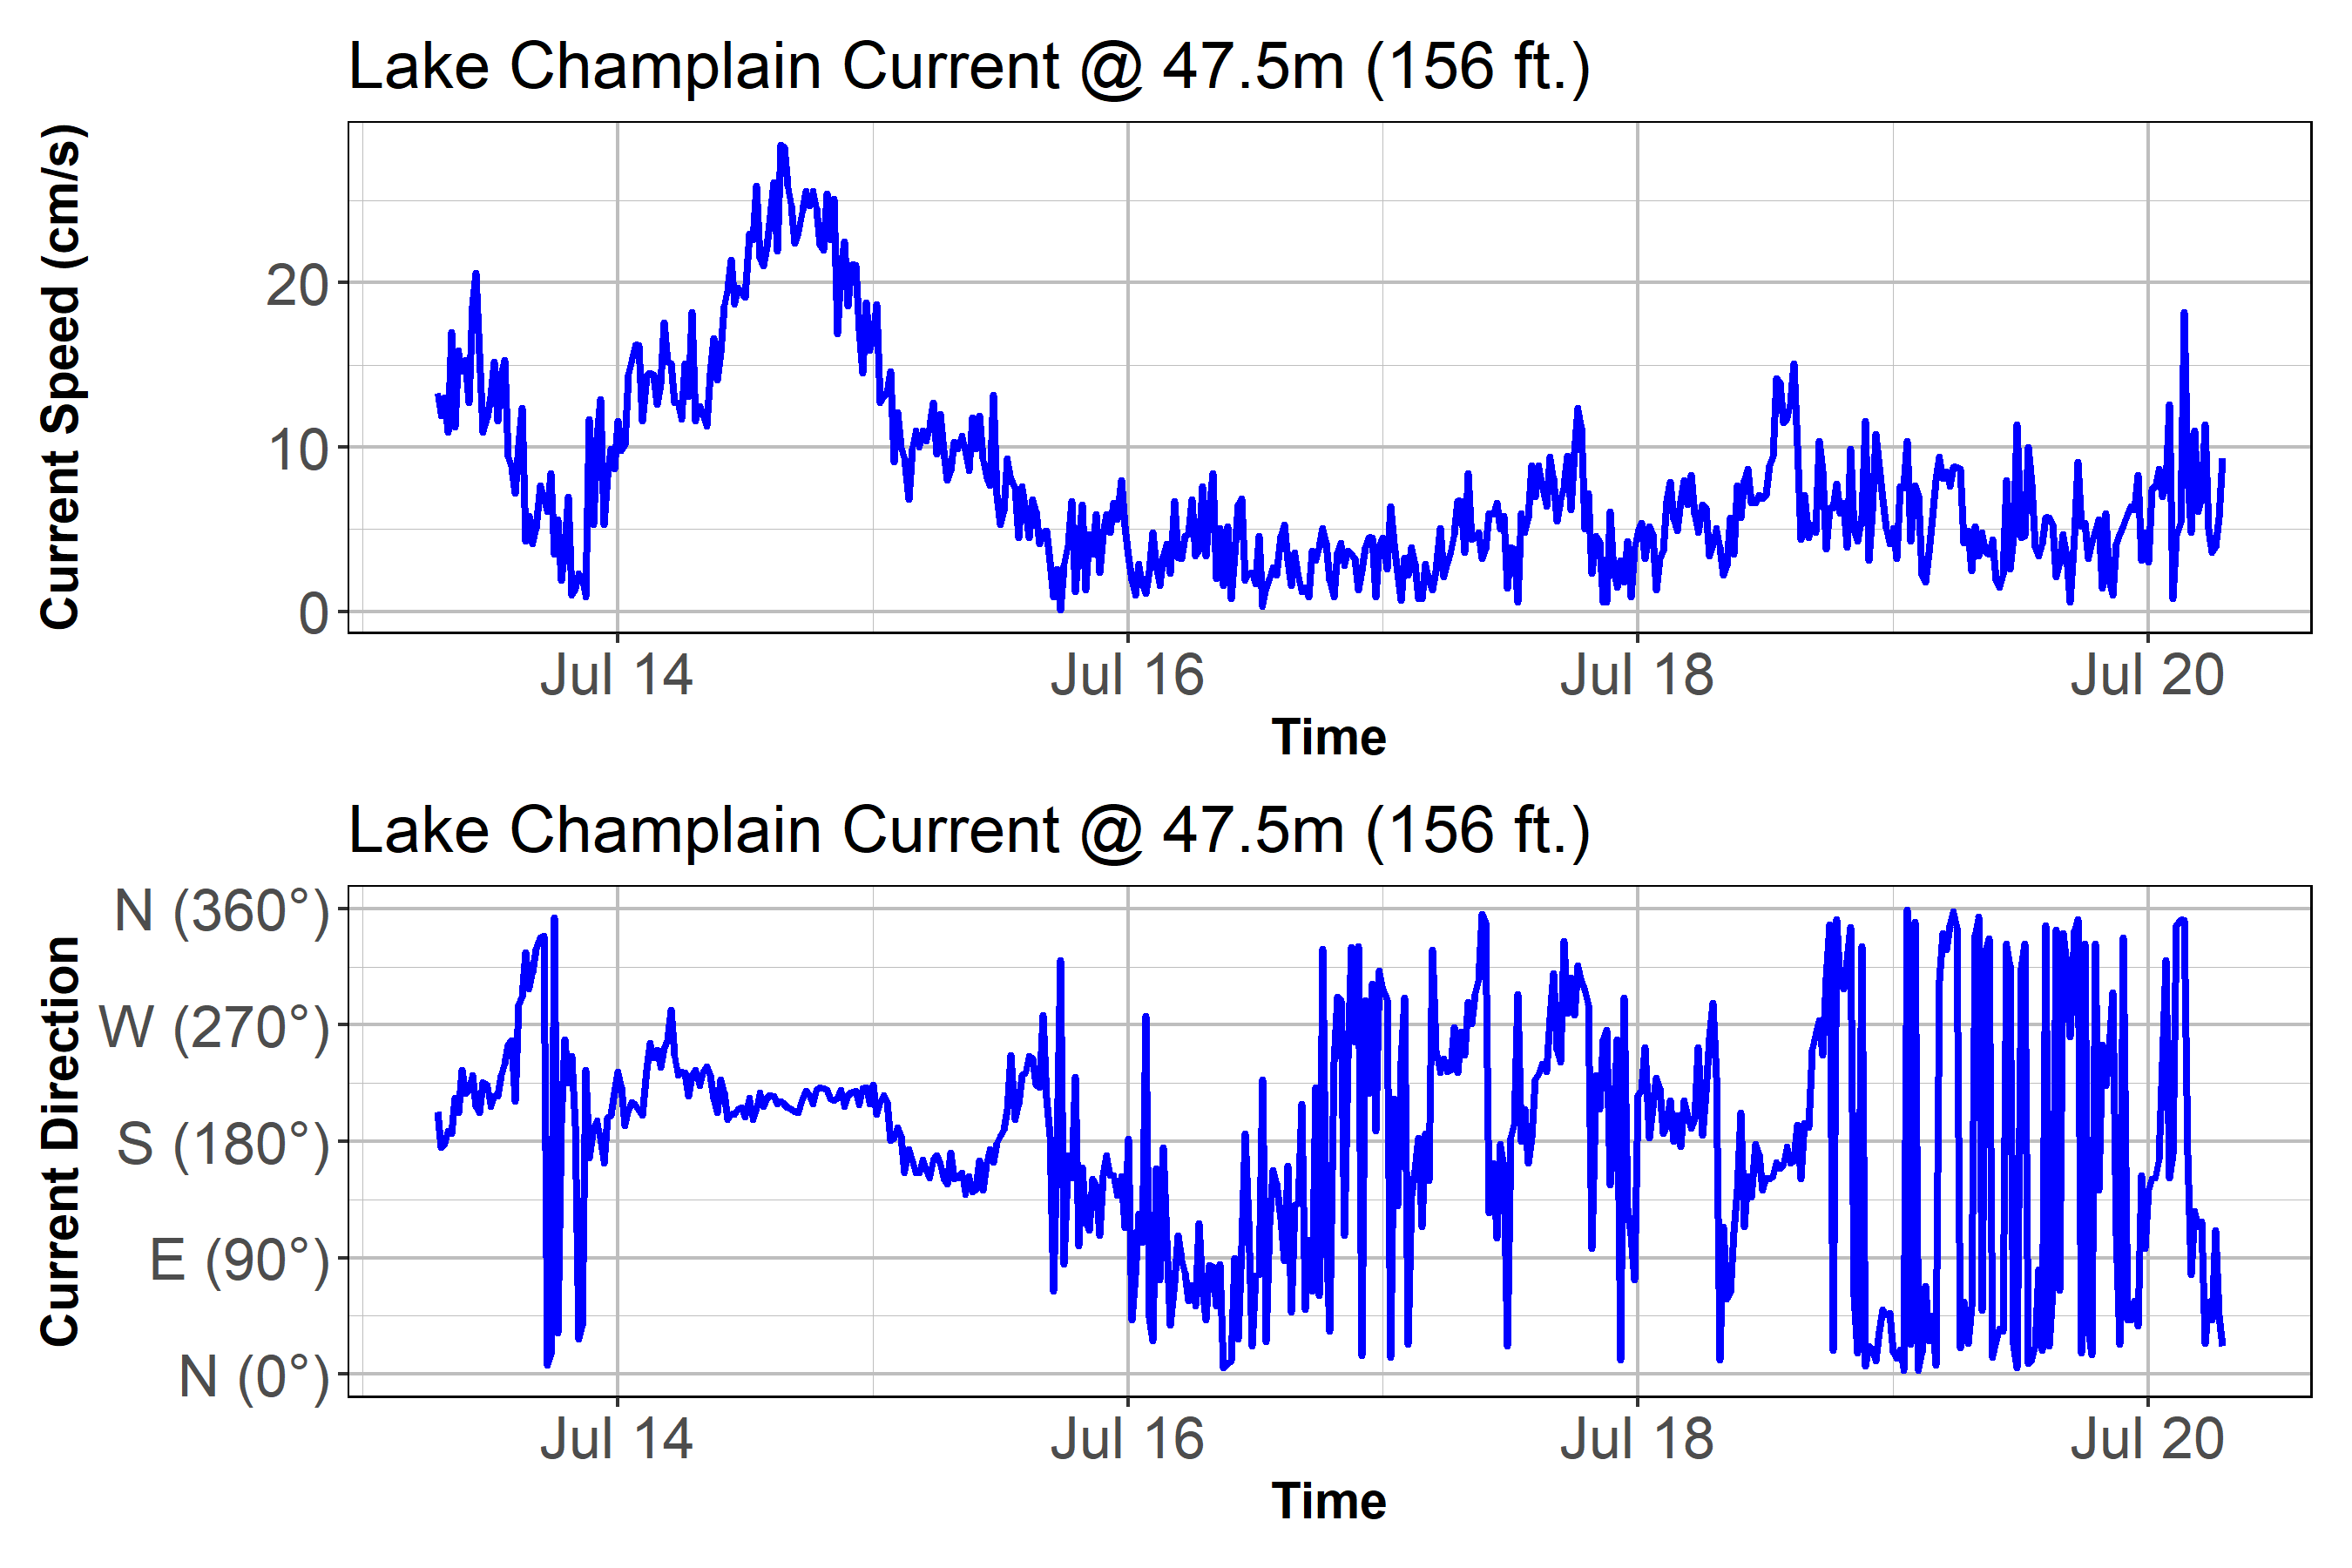 Lake Champlain Current @ 47.5m (156 ft.)
Current Speed (cm/s)
20
10
0
Jul 14 Jul 16 Jul 18 Jul 20
Time
Lake Champlain Current @ 47.5m (156 ft.)
Current Direction
N (360°)
W (270°)
S (180°)
E (90°)
N (0°)
Jul 14 Jul 16 Jul 18 Jul 20
Time